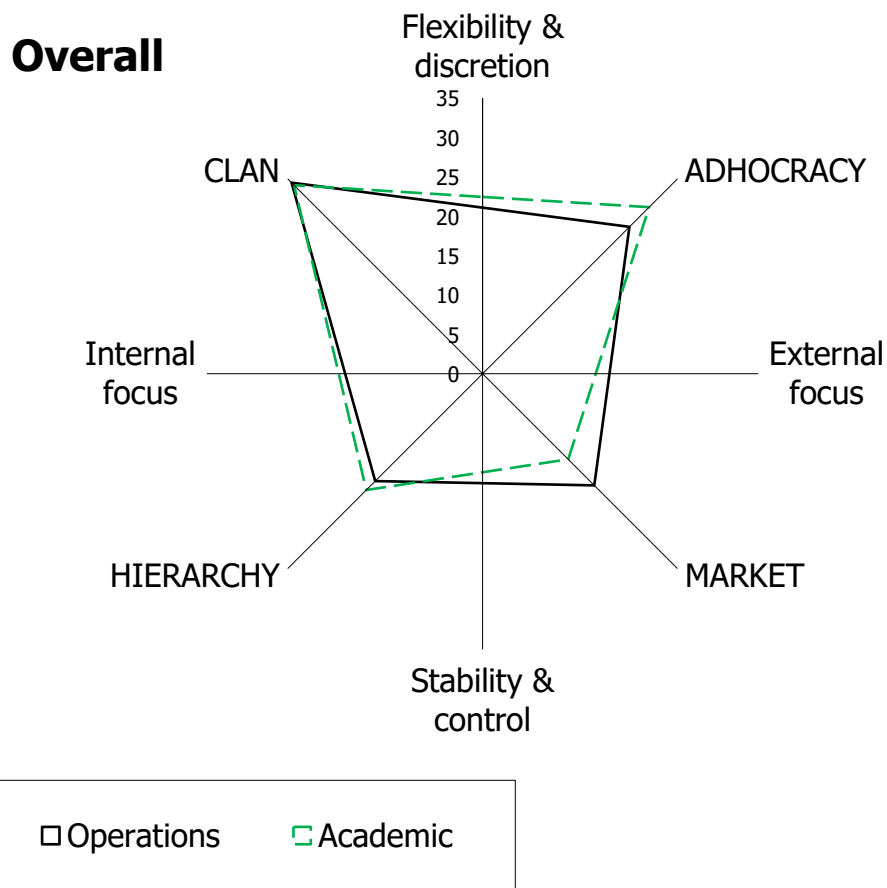 Overall
Flexibility &
discretion
35
30
25
20
15
10
5
0
CLAN
ADHOCRACY
Internal
focus
External
focus
HIERARCHY
MARKET
Stability &
control
Operations
Academic